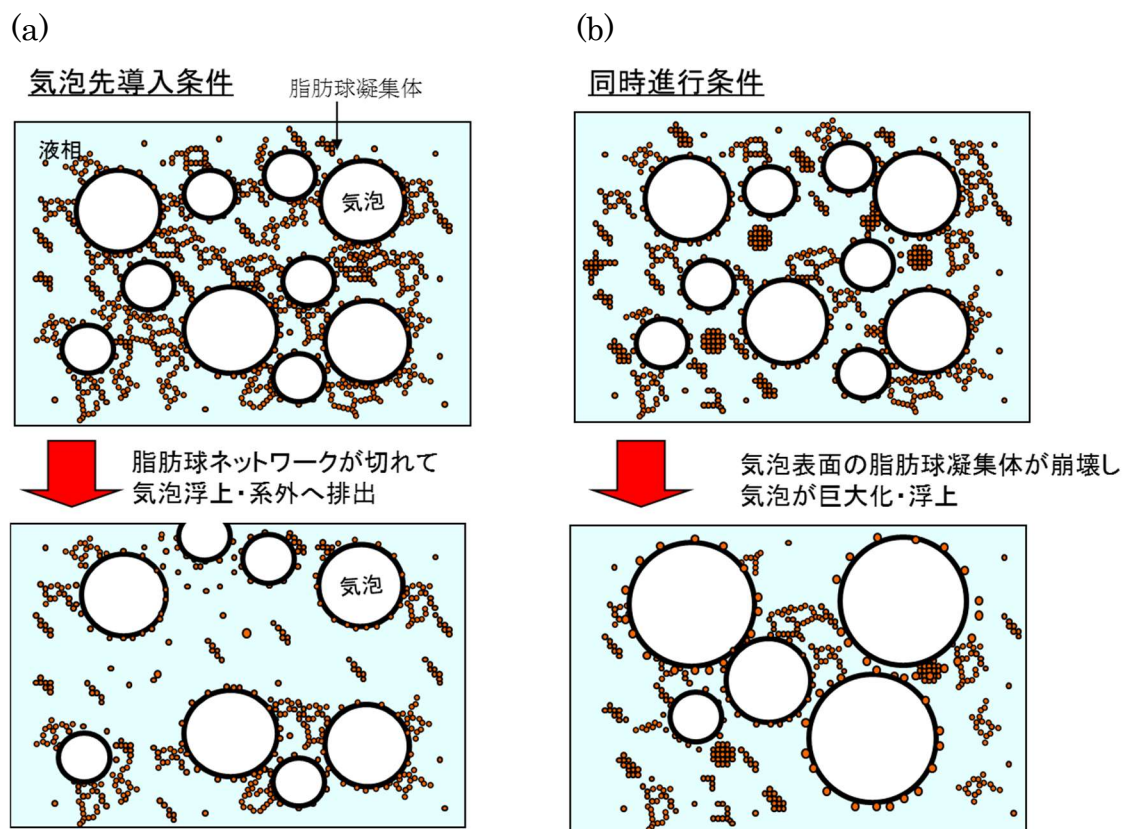 (a)
気泡先導入条件
脂肪球凝集体
液相
気泡
脂肪球ネットワークが切れて
気泡浮上・系外へ排出
気泡
(b)
同時進行条件
気泡表面の脂肪球凝集体が崩壊し
気泡が巨大化・浮上